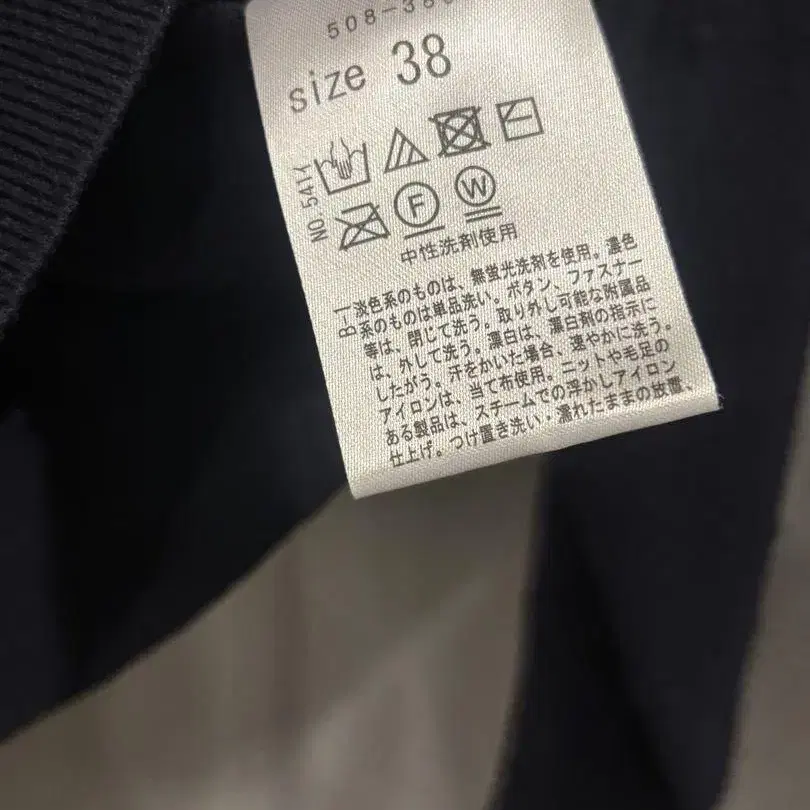 508-38
size 38
NO. 541Y
F
W
中性洗剤使用
B-1
淡色系のものは、無蛍光洗剤を使用。濃色
系のものは単品洗い。ボタン、ファスナー
等は、閉じて洗う。取り外し可能な附属品
は、外して洗う。漂白は、漂白剤の指示に
したがう。汗をかいた場合、速やかに洗う。
アイロンは、当て布使用。ニットや毛足の
ある製品は、スチームでの浮かしアイロン
仕上げ。つけ置き洗い・濡れたままの放置、